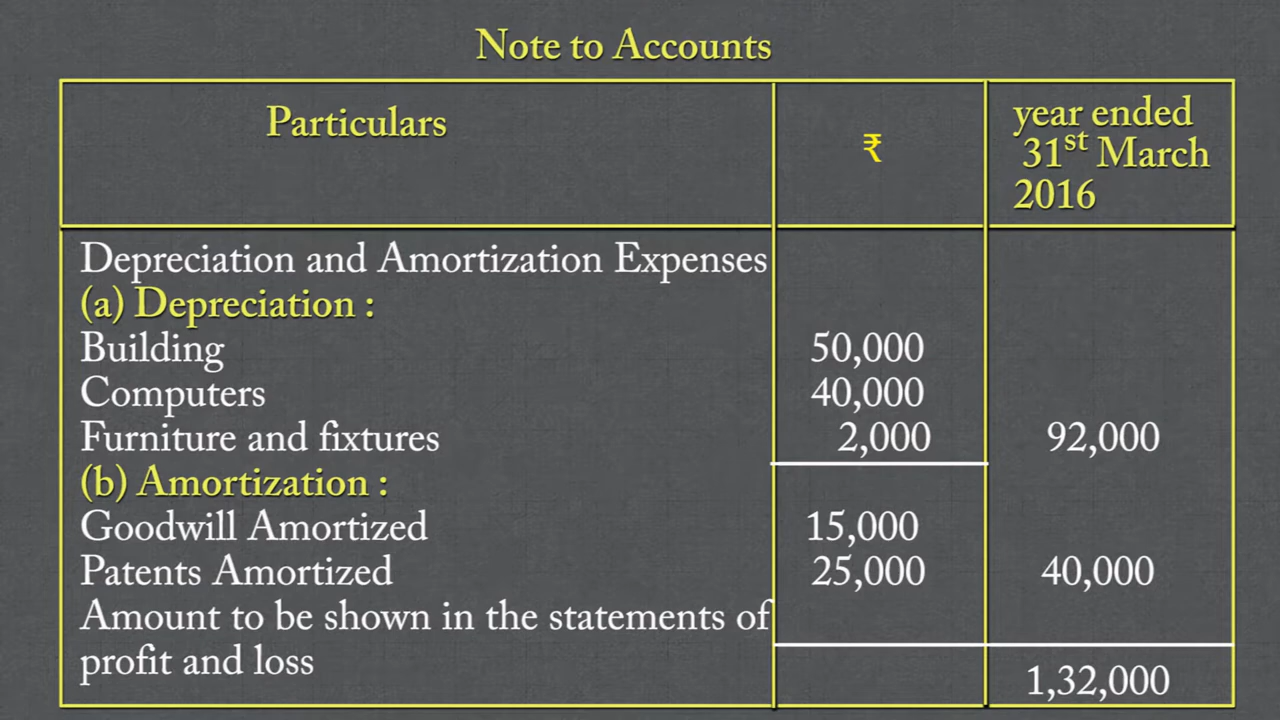 Note to Accounts
Particulars
₹
year ended
31st March
2016
Depreciation and Amortization Expenses
(a) Depreciation :
Building 50,000
Computers 40,000
Furniture and fixtures 2,000 92,000
(b) Amortization :
Goodwill Amortized 15,000
Patents Amortized 25,000 40,000
Amount to be shown in the statements of
profit and loss
1,32,000